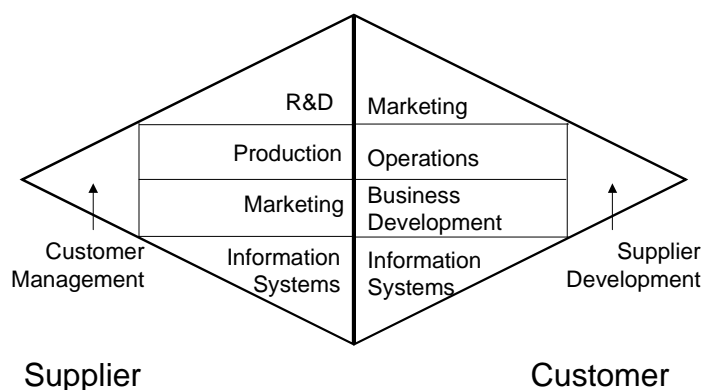 R&D
Marketing
Production
Operations
Marketing
Business
Development
Customer
Management
Information
Systems
Information
Systems
Supplier
Development
Supplier
Customer